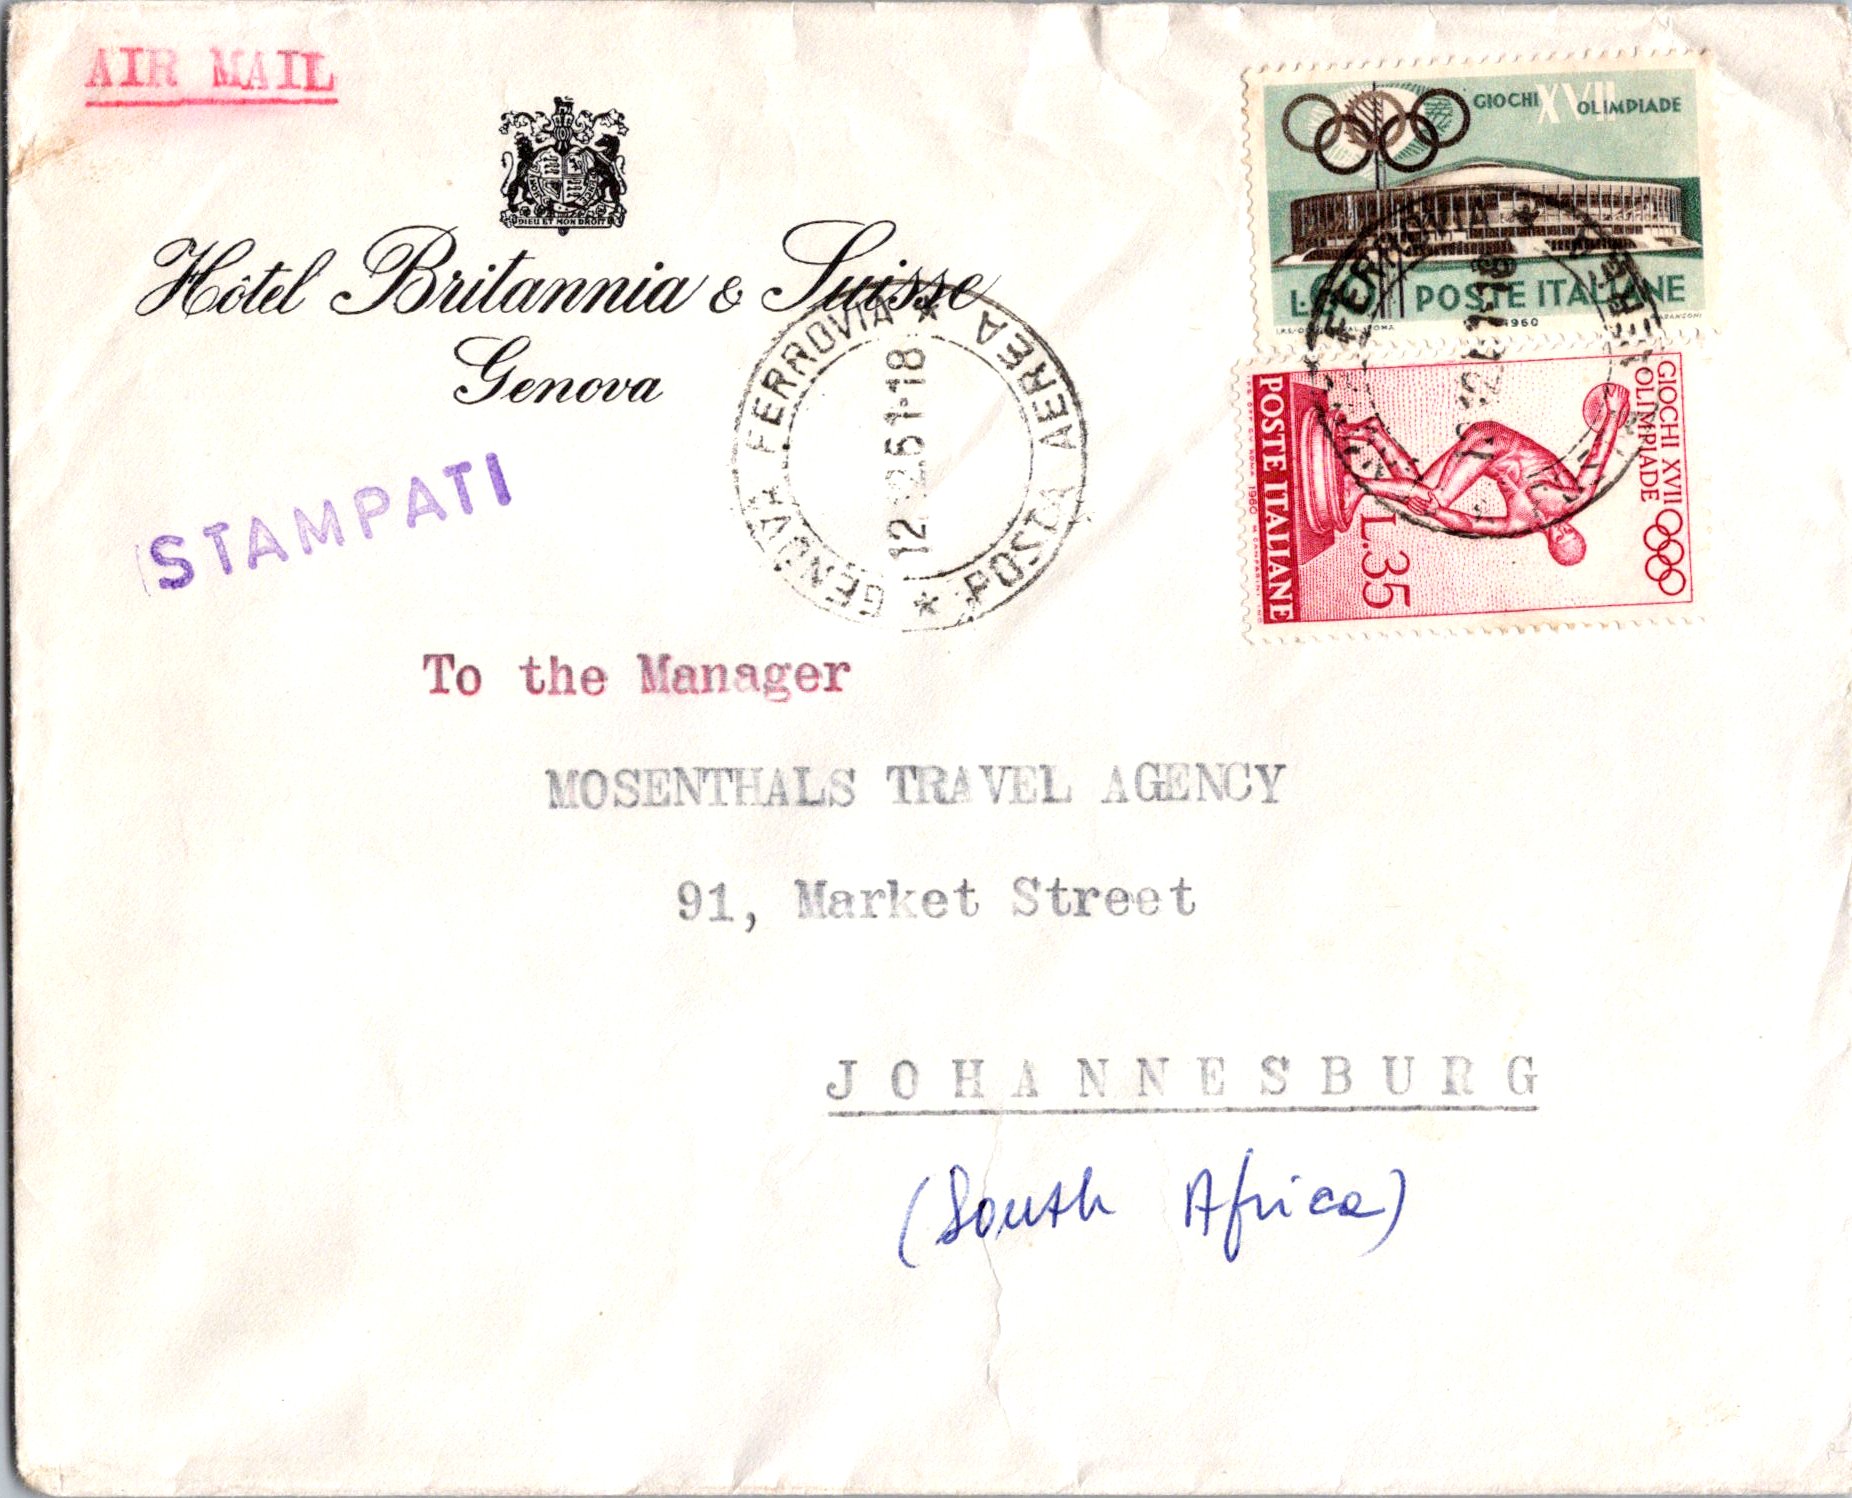 AIR MAIL
DIEU ET MON DROIT
Hôtel Britannia & Suisse
Genova
STAMPATI
GENOVA FERROVIA * POSTA AEREA *
12 2 61-18
GIOCHI XVII OLIMPIADE
POSTE ITALIANE
1960
FERROVIA *
GIOCHI XVII
OLIMPIADE
L.35
POSTE ITALIANE
To the Manager
MOSENTHALS TRAVEL AGENCY
91, Market Street
JOHANNESBURG
(South Africa)